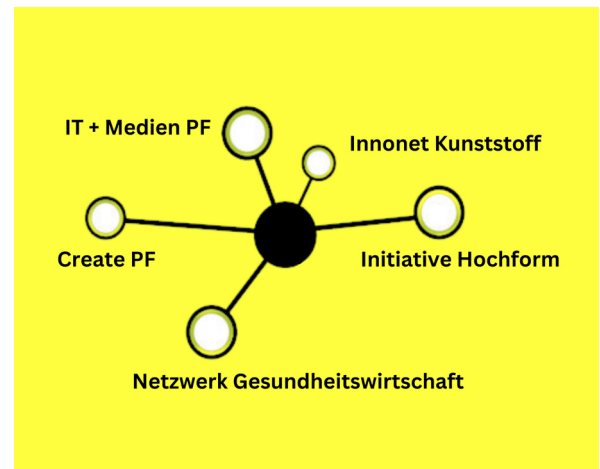 IT + Medien PF
Innonet Kunststoff
Create PF
Initiative Hochform
Netzwerk Gesundheitswirtschaft